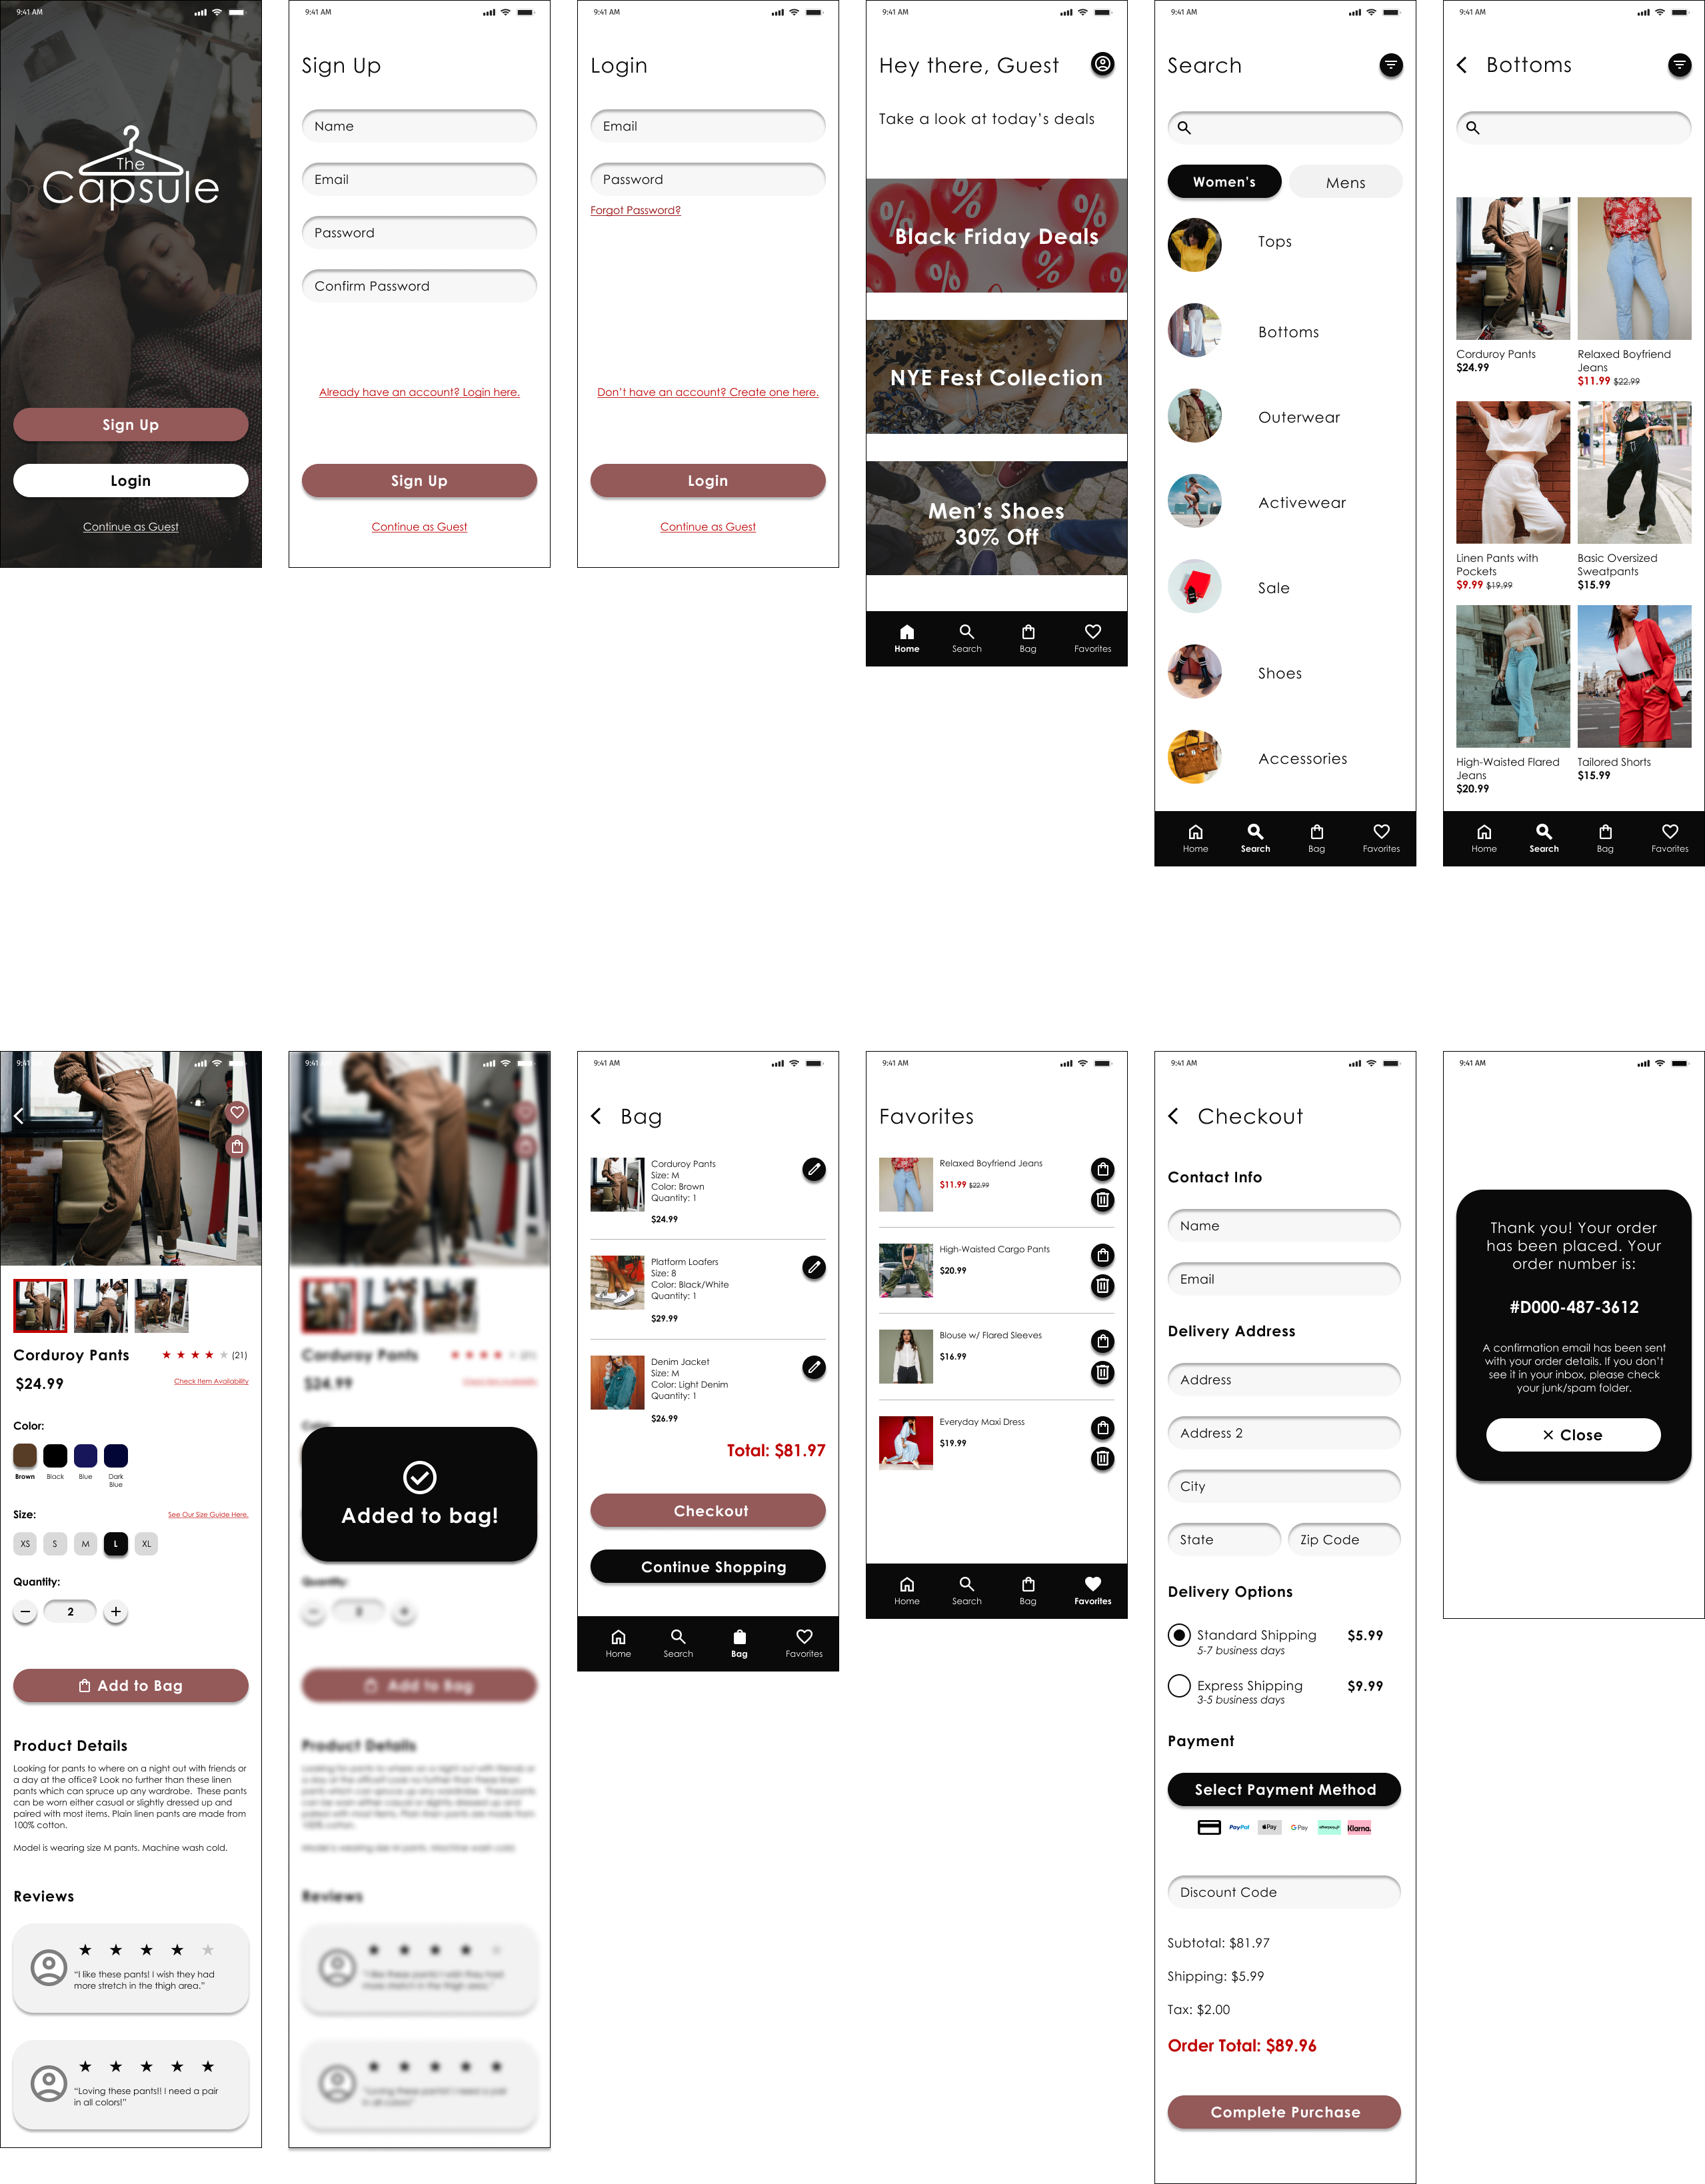 9:41 AM
The
Capsule
Sign Up
Login
Continue as Guest
9:41 AM
Sign Up
Name
Email
Password
Confirm Password
Already have an account? Login here.
Sign Up
Continue as Guest
9:41 AM
Login
Email
Password
Forgot Password?
Don't have an account? Create one here.
Login
Continue as Guest
9:41 AM
Hey there, Guest
Take a look at today's deals
% % %
Black Friday Deals
% %
NYE Fest Collection
Men's Shoes
30% Off
Home Search Bag Favorites
9:41 AM
Search
Women's Mens
Tops
Bottoms
Outerwear
Activewear
Sale
Shoes
Accessories
Home Search Bag Favorites
9:41 AM
Bottoms
Corduroy Pants
$24.99
Relaxed Boyfriend
Jeans
$11.99 $22.99
Linen Pants with
Pockets
$9.99 $19.99
Basic Oversized
Sweatpants
$15.99
High-Waisted Flared
Jeans
$20.99
Tailored Shorts
$15.99
Home Search Bag Favorites
9:41
Corduroy Pants (21)
$24.99 Check Item Availability
Color:
Brown Black Blue Dark
Blue
Size: See Our Size Guide Here.
XS S M L XL
Quantity:
2
Add to Bag
Product Details
Looking for pants to where on a night out with friends or
a day at the office? Look no further than these linen
pants which can spruce up any wardrobe. These pants
can be worn either casual or slightly dressed up and
paired with most items. Plain linen pants are made from
100% cotton.
Model is wearing size M pants. Machine wash cold.
Reviews
"I like these pants! I wish they had
more stretch in the thigh area."
"Loving these pants!! I need a pair
in all colors!"
9:41
Corduroy Pants
$24.99
Added to bag!
Quantity:
Add to Bag
Product Details
Reviews
9:41 AM
Bag
Corduroy Pants
Size: M
Color: Brown
Quantity: 1
$24.99
Platform Loafers
Size: 8
Color: Black/White
Quantity: 1
$29.99
Denim Jacket
Size: M
Color: Light Denim
Quantity: 1
$26.99
Total: $81.97
Checkout
Continue Shopping
Home Search Bag Favorites
9:41 AM
Favorites
Relaxed Boyfriend Jeans
$11.99 $22.99
High-Waisted Cargo Pants
$20.99
Blouse w/ Flared Sleeves
$16.99
Everyday Maxi Dress
$19.99
Home Search Bag Favorites
9:41 AM
Checkout
Contact Info
Name
Email
Delivery Address
Address
Address 2
City
State Zip Code
Delivery Options
Standard Shipping $5.99
5-7 business days
Express Shipping $9.99
3-5 business days
Payment
Select Payment Method
PayPal Pay G Pay afterpay Klarna.
Discount Code
Subtotal: $81.97
Shipping: $5.99
Tax: $2.00
Order Total: $89.96
Complete Purchase
9:41 AM
Thank you! Your order
has been placed. Your
order number is:
#D000-487-3612
A confirmation email has been sent
with your order details. If you don't
see it in your inbox, please check
your junk/spam folder.
Close